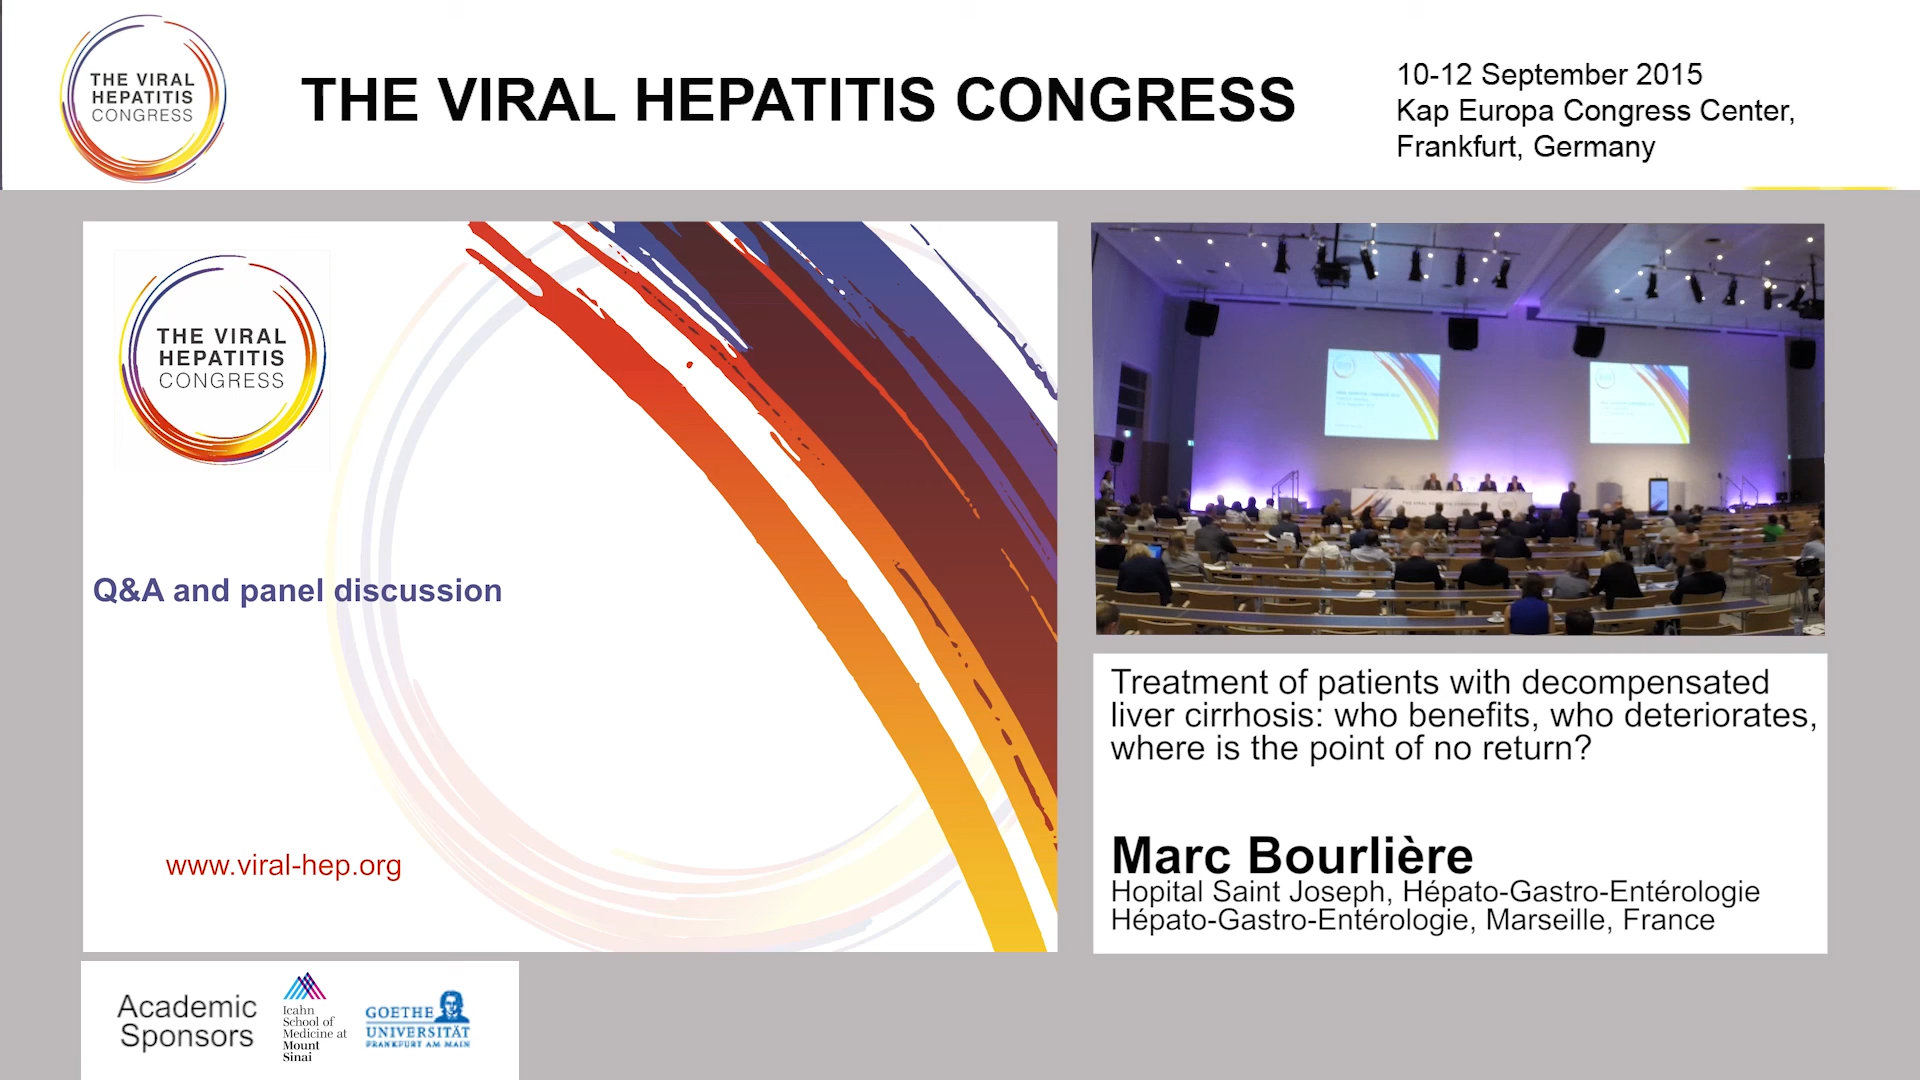 THE VIRAL
HEPATITIS
CONGRESS
THE VIRAL HEPATITIS CONGRESS
10-12 September 2015
Kap Europa Congress Center,
Frankfurt, Germany
THE VIRAL
HEPATITIS
CONGRESS
Q&A and panel discussion
www.viral-hep.org
Treatment of patients with decompensated
liver cirrhosis: who benefits, who deteriorates,
where is the point of no return?
Marc Bourlière
Hopital Saint Joseph, Hépato-Gastro-Entérologie
Hépato-Gastro-Entérologie, Marseille, France
Academic
Sponsors
Icahn
School of
Medicine at
Mount
Sinai
GOETHE
UNIVERSITÄT
FRANKFURT AM MAIN